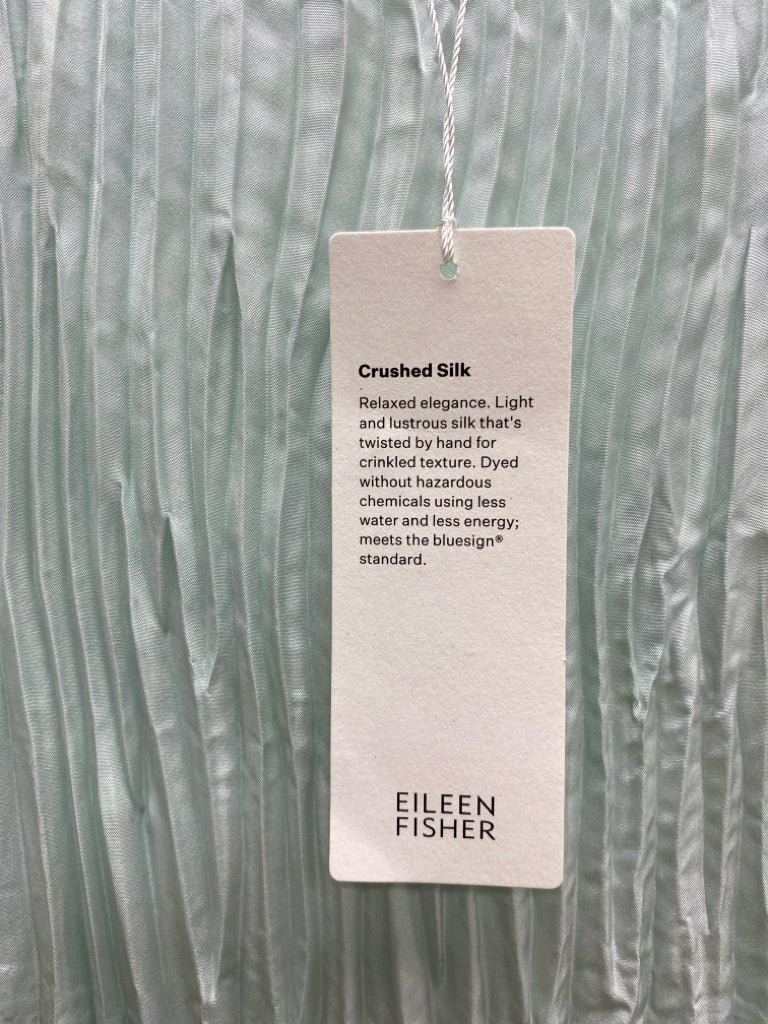 Crushed Silk
Relaxed elegance. Light
and lustrous silk that's
twisted by hand for
crinkled texture. Dyed
without hazardous
chemicals using less
water and less energy;
meets the bluesign®
standard.
EILEEN
FISHER